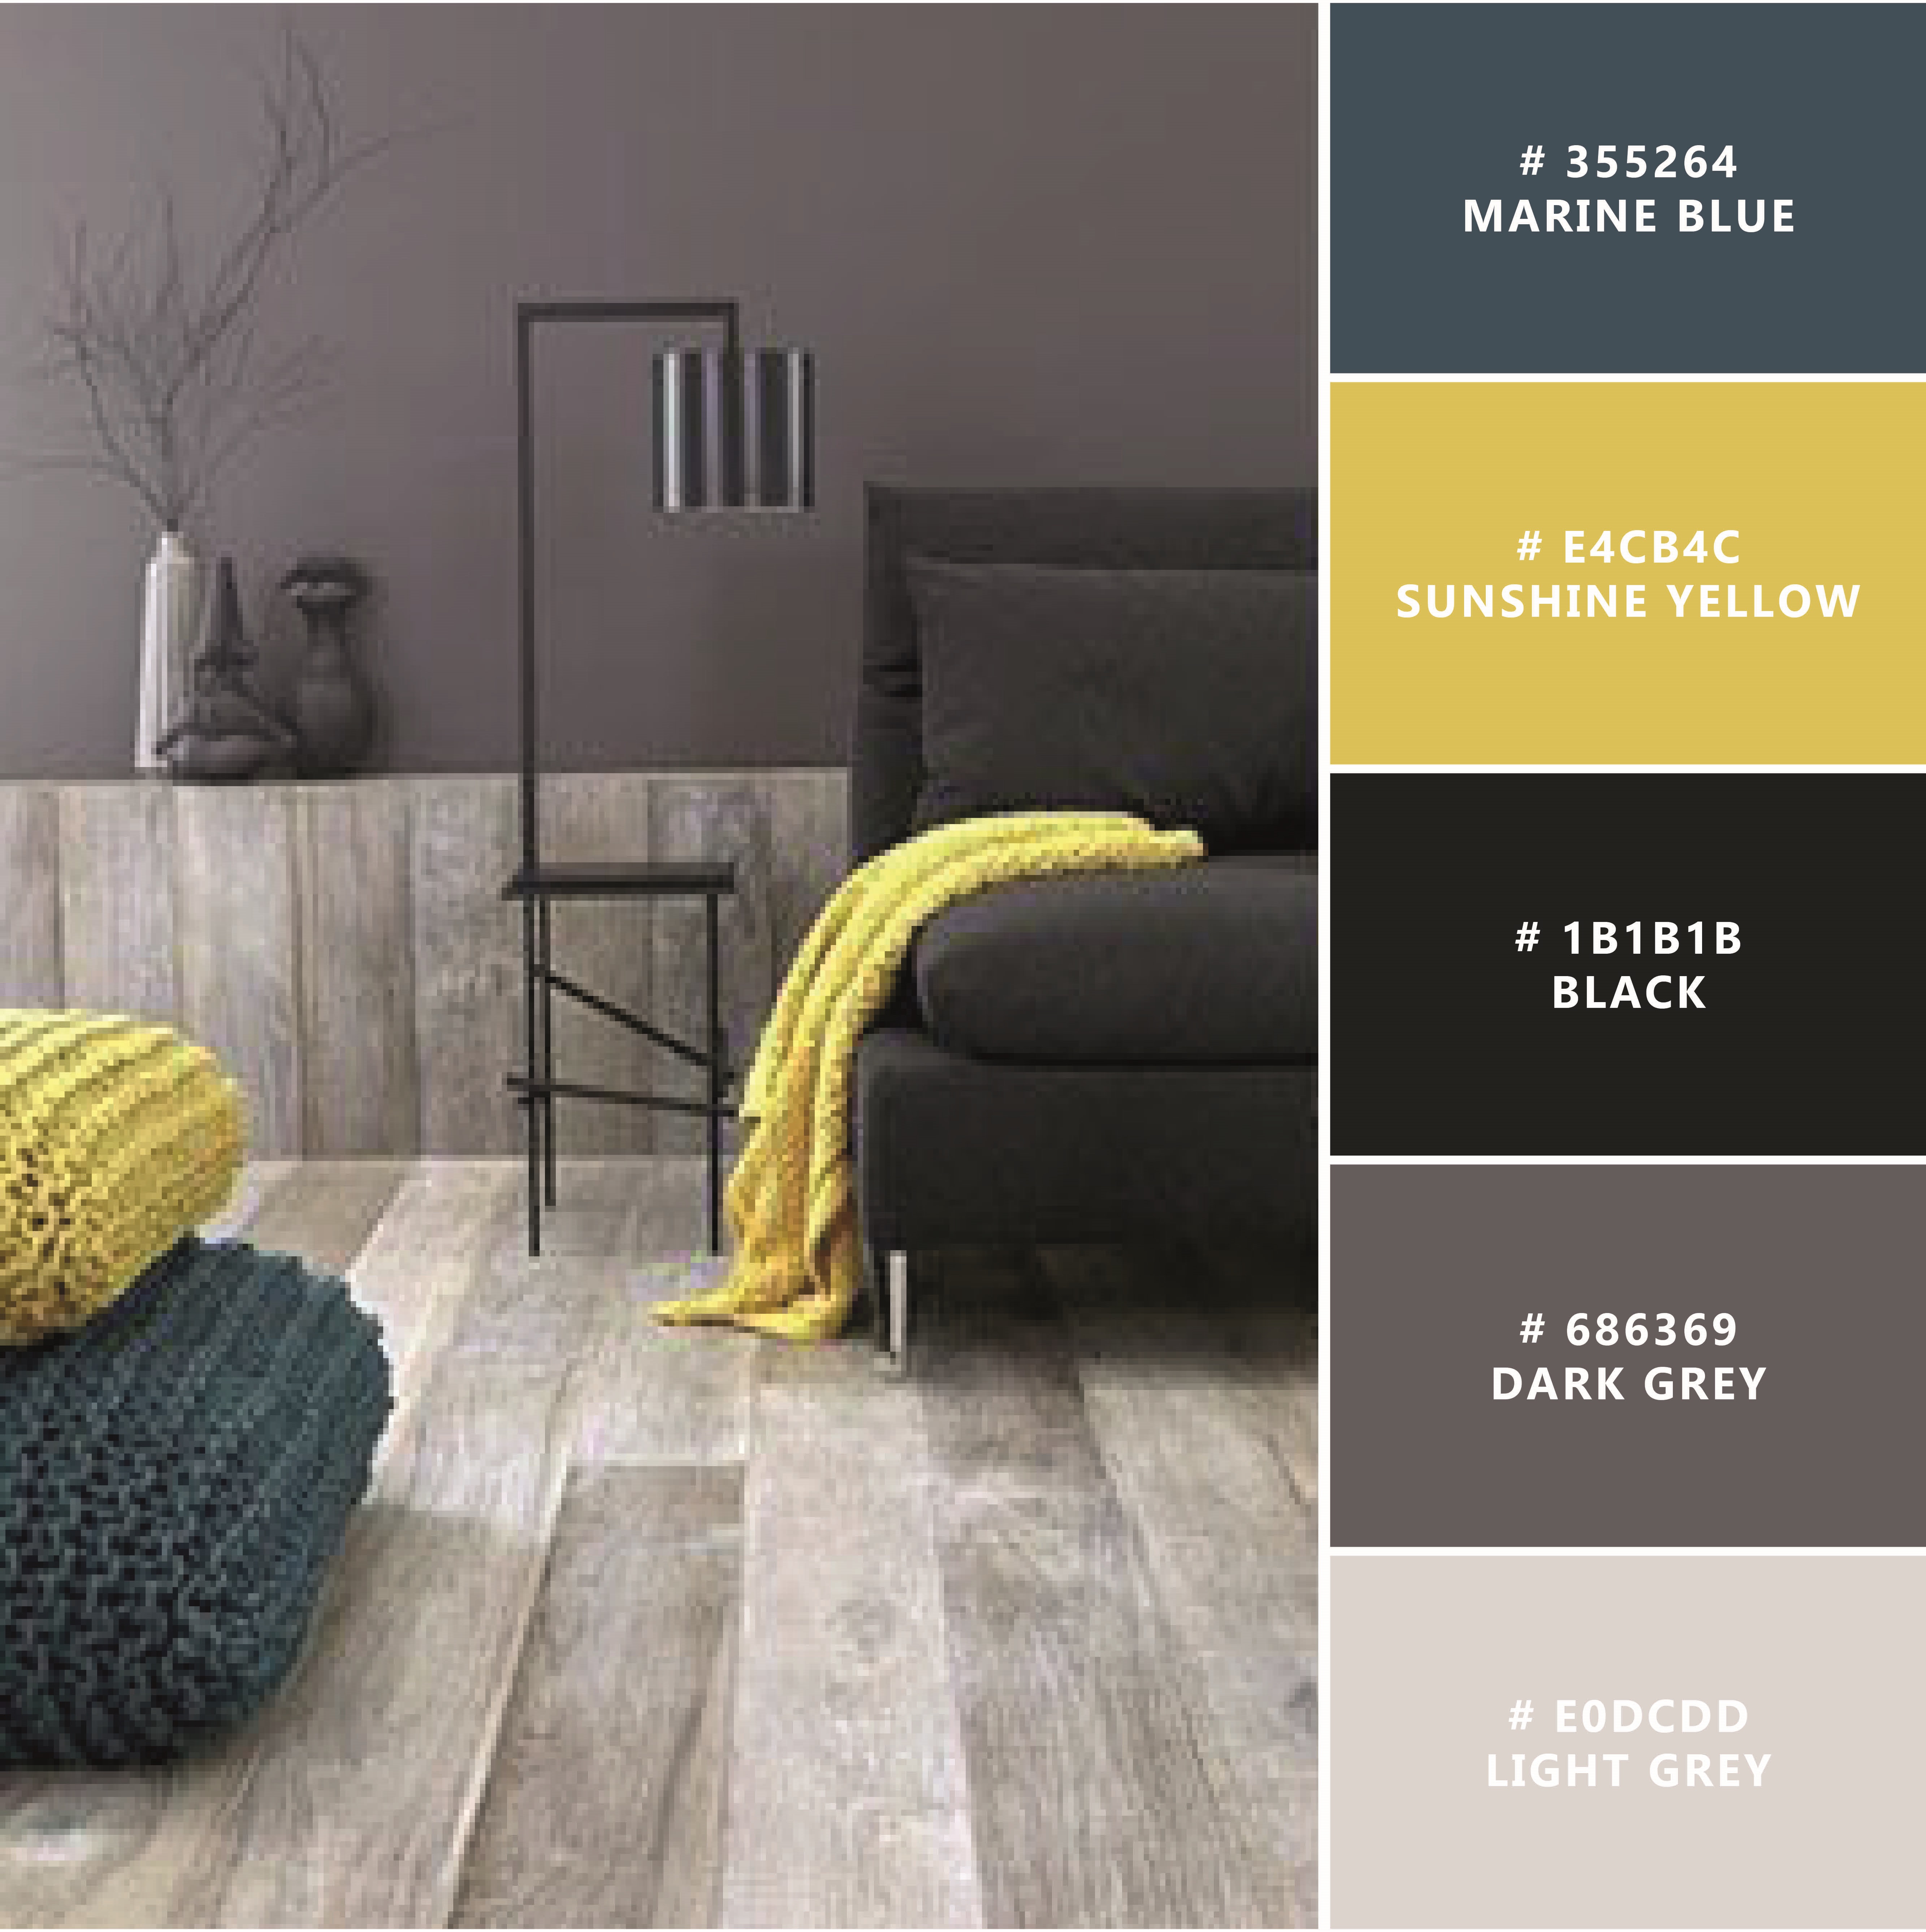 # 355264
MARINE BLUE
# E4CB4C
SUNSHINE YELLOW
# 1B1B1B
BLACK
# 686369
DARK GREY
# E0DCDD
LIGHT GREY